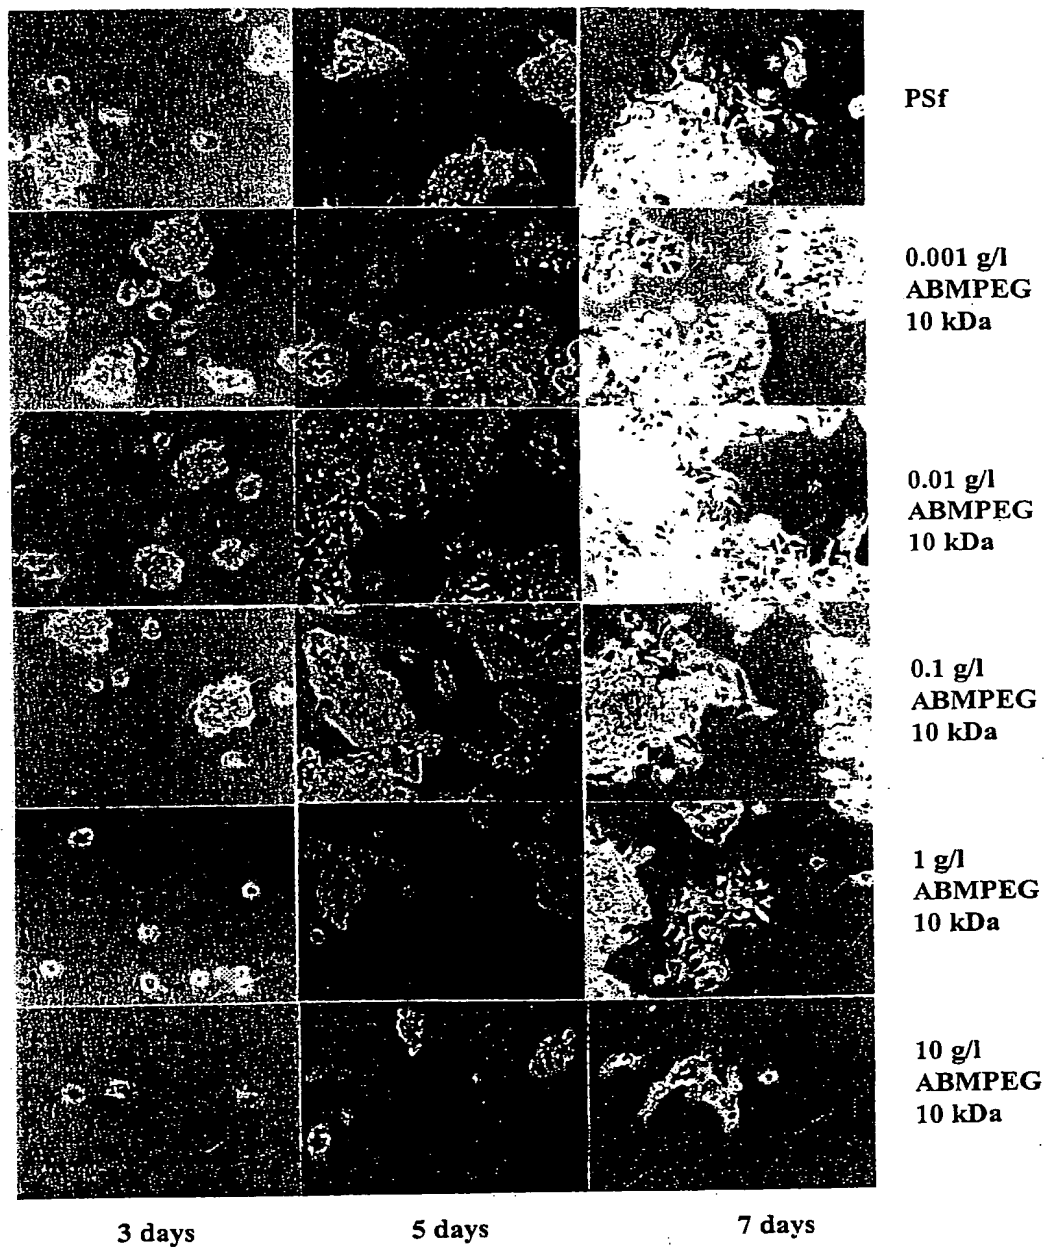 PSf
0.001 g/l
ABMPEG
10 kDa
0.01 g/l
ABMPEG
10 kDa
0.1 g/l
ABMPEG
10 kDa
1 g/l
ABMPEG
10 kDa
10 g/l
ABMPEG
10 kDa
3 days
5 days
7 days